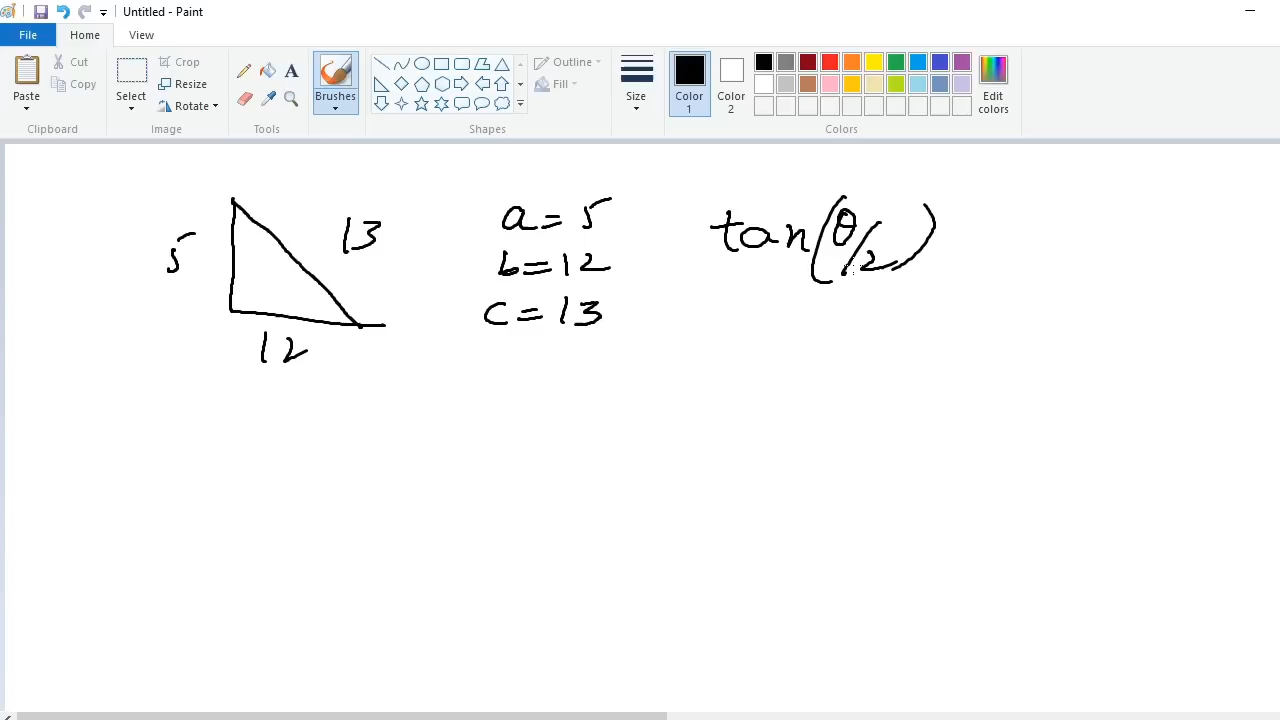 Untitled - Paint
File Home View
Paste
Cut
Copy
Clipboard
Select
Crop
Resize
Rotate
Image
Tools
Brushes
Shapes
Outline
Fill
Size
Color 1
Color 2
Edit colors
Colors
5
13
12
a = 5
b = 12
c = 13
tan(θ/2)